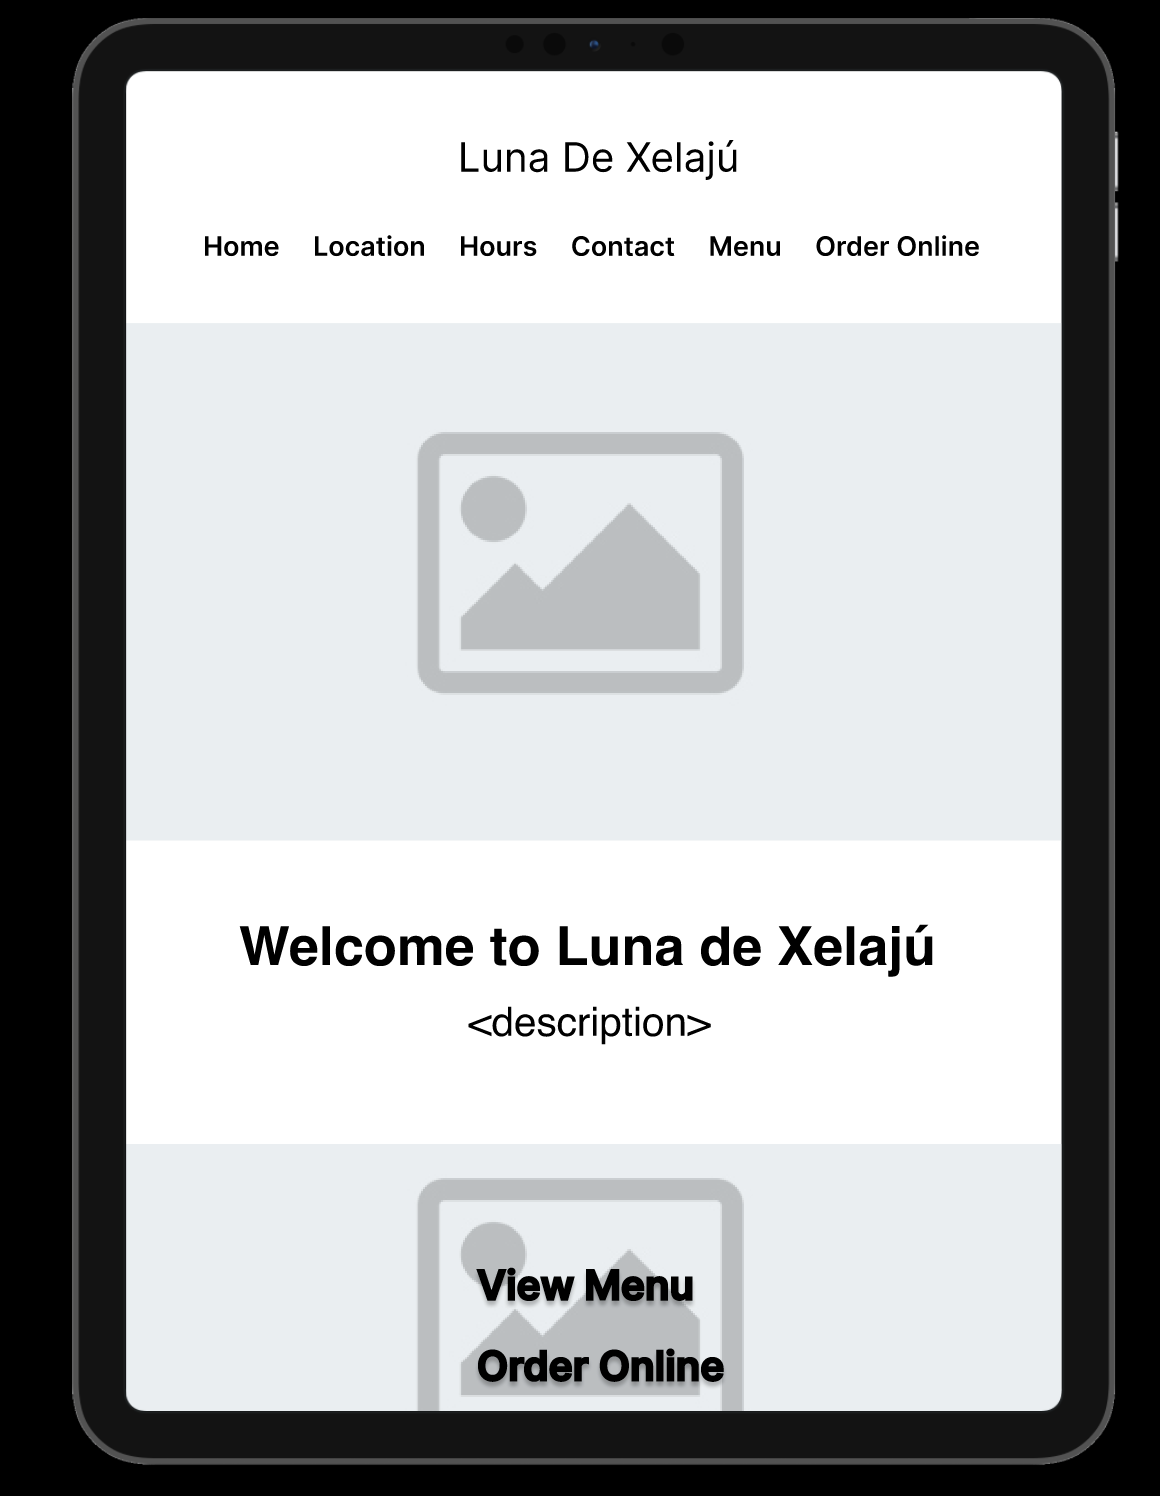 Luna De Xelajú
Home Location Hours Contact Menu Order Online
Welcome to Luna de Xelajú
<description>
View Menu
Order Online